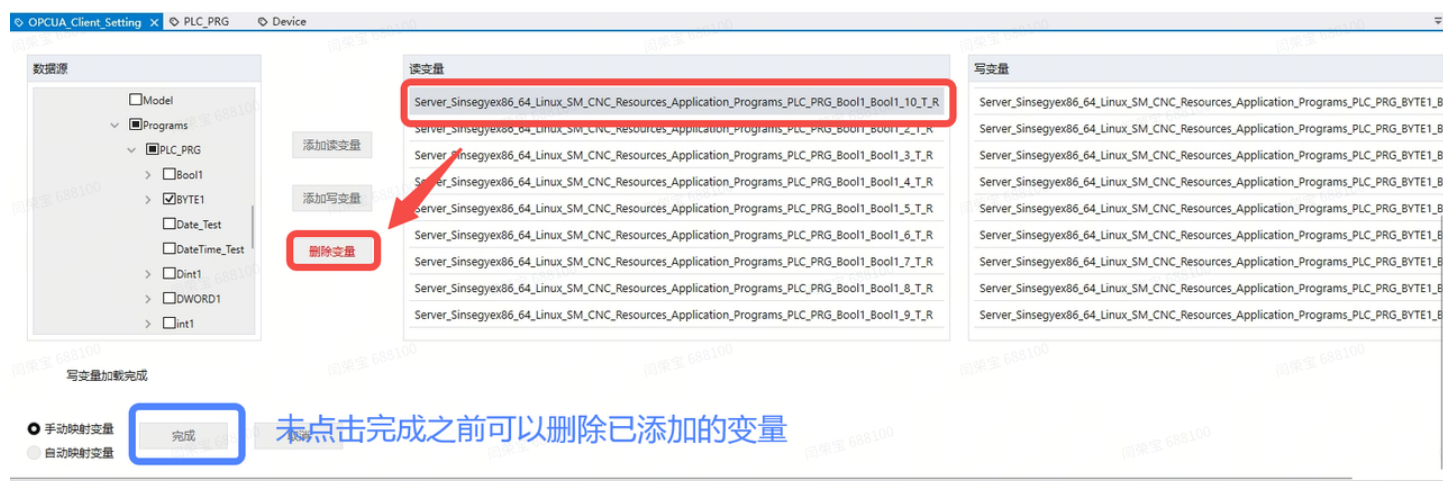 OPCUA_Client_Setting × PLC_PRG Device
数据源
Model
Programs
PLC_PRG
Bool1
BYTE1
Date_Test
DateTime_Test
Dint1
DWORD1
int1
写变量加载完成
添加读变量
添加写变量
删除变量
读变量
Server_Sinsegyex86_64_Linux_SM_CNC_Resources_Application_Programs_PLC_PRG_Bool1_Bool1_10_T_R
Server_Sinsegyex86_64_Linux_SM_CNC_Resources_Application_Programs_PLC_PRG_Bool1_Bool1_2_T_R
Server_Sinsegyex86_64_Linux_SM_CNC_Resources_Application_Programs_PLC_PRG_Bool1_Bool1_3_T_R
Server_Sinsegyex86_64_Linux_SM_CNC_Resources_Application_Programs_PLC_PRG_Bool1_Bool1_4_T_R
Server_Sinsegyex86_64_Linux_SM_CNC_Resources_Application_Programs_PLC_PRG_Bool1_Bool1_5_T_R
Server_Sinsegyex86_64_Linux_SM_CNC_Resources_Application_Programs_PLC_PRG_Bool1_Bool1_6_T_R
Server_Sinsegyex86_64_Linux_SM_CNC_Resources_Application_Programs_PLC_PRG_Bool1_Bool1_7_T_R
Server_Sinsegyex86_64_Linux_SM_CNC_Resources_Application_Programs_PLC_PRG_Bool1_Bool1_8_T_R
Server_Sinsegyex86_64_Linux_SM_CNC_Resources_Application_Programs_PLC_PRG_Bool1_Bool1_9_T_R
写变量
Server_Sinsegyex86_64_Linux_SM_CNC_Resources_Application_Programs_PLC_PRG_BYTE1_B
Server_Sinsegyex86_64_Linux_SM_CNC_Resources_Application_Programs_PLC_PRG_BYTE1_B
Server_Sinsegyex86_64_Linux_SM_CNC_Resources_Application_Programs_PLC_PRG_BYTE1_B
Server_Sinsegyex86_64_Linux_SM_CNC_Resources_Application_Programs_PLC_PRG_BYTE1_B
Server_Sinsegyex86_64_Linux_SM_CNC_Resources_Application_Programs_PLC_PRG_BYTE1_B
Server_Sinsegyex86_64_Linux_SM_CNC_Resources_Application_Programs_PLC_PRG_BYTE1_B
Server_Sinsegyex86_64_Linux_SM_CNC_Resources_Application_Programs_PLC_PRG_BYTE1_B
Server_Sinsegyex86_64_Linux_SM_CNC_Resources_Application_Programs_PLC_PRG_BYTE1_B
Server_Sinsegyex86_64_Linux_SM_CNC_Resources_Application_Programs_PLC_PRG_BYTE1_B
手动映射变量
自动映射变量
完成
未点击完成之前可以删除已添加的变量
闫荣宝 688100